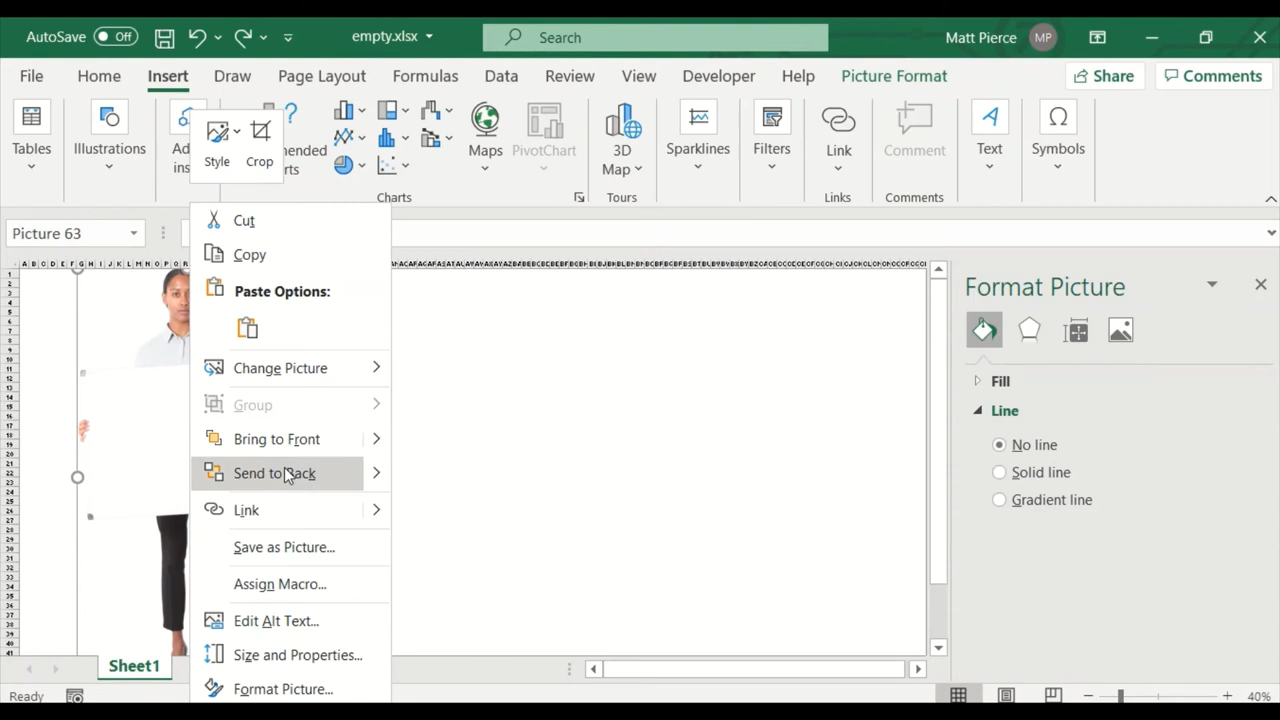 AutoSave Off empty.xlsx Search Matt Pierce MP
File Home Insert Draw Page Layout Formulas Data Review View Developer Help Picture Format Share Comments
Tables
Illustrations
Style
Crop
Maps
PivotChart
3D
Map
Sparklines
Filters
Link
Comment
Text
Symbols
Charts
Tours
Links
Comments
Picture 63
Cut
Copy
Paste Options:
Change Picture
Group
Bring to Front
Send to Back
Link
Save as Picture...
Assign Macro...
Edit Alt Text...
Size and Properties...
Format Picture...
Format Picture
Fill
Line
No line
Solid line
Gradient line
Sheet1
Ready
40%